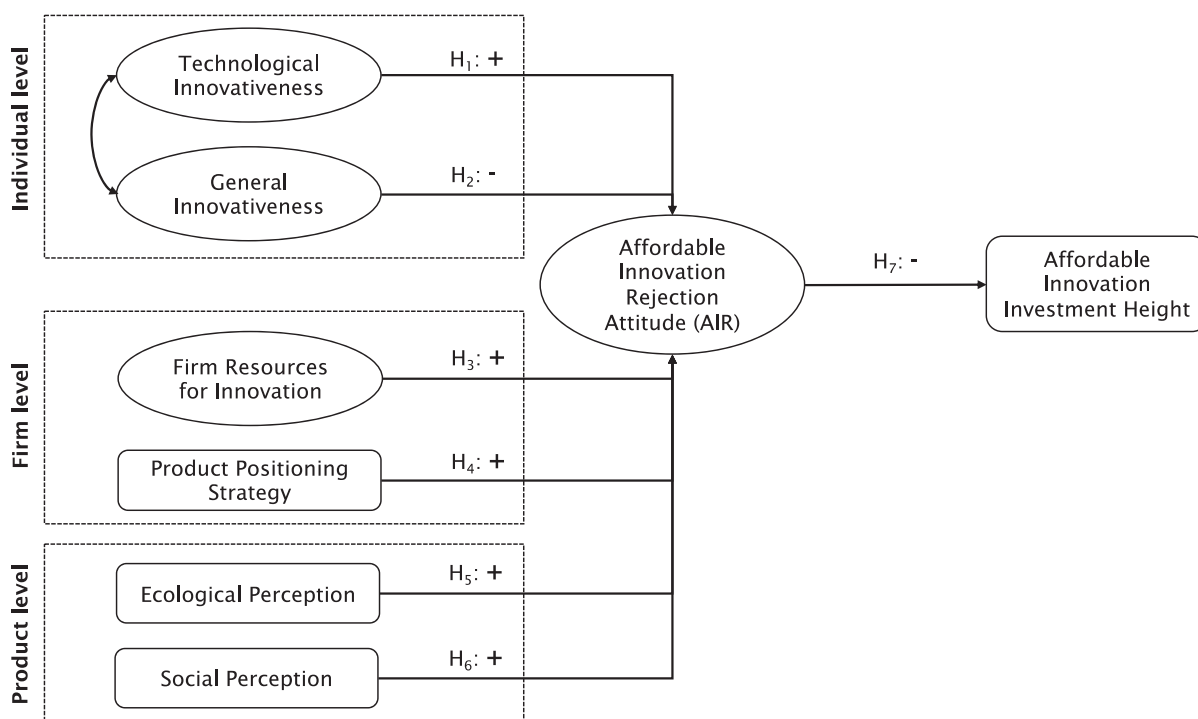 Individual level
Technological
Innovativeness
H₁: +
General
Innovativeness
H₂: -
Affordable
Innovation
Rejection
Attitude (AIR)
H₇: -
Affordable
Innovation
Investment Height
Firm level
Firm Resources
for Innovation
H₃: +
Product Positioning
Strategy
H₄: +
Product level
Ecological Perception
H₅: +
Social Perception
H₆: +